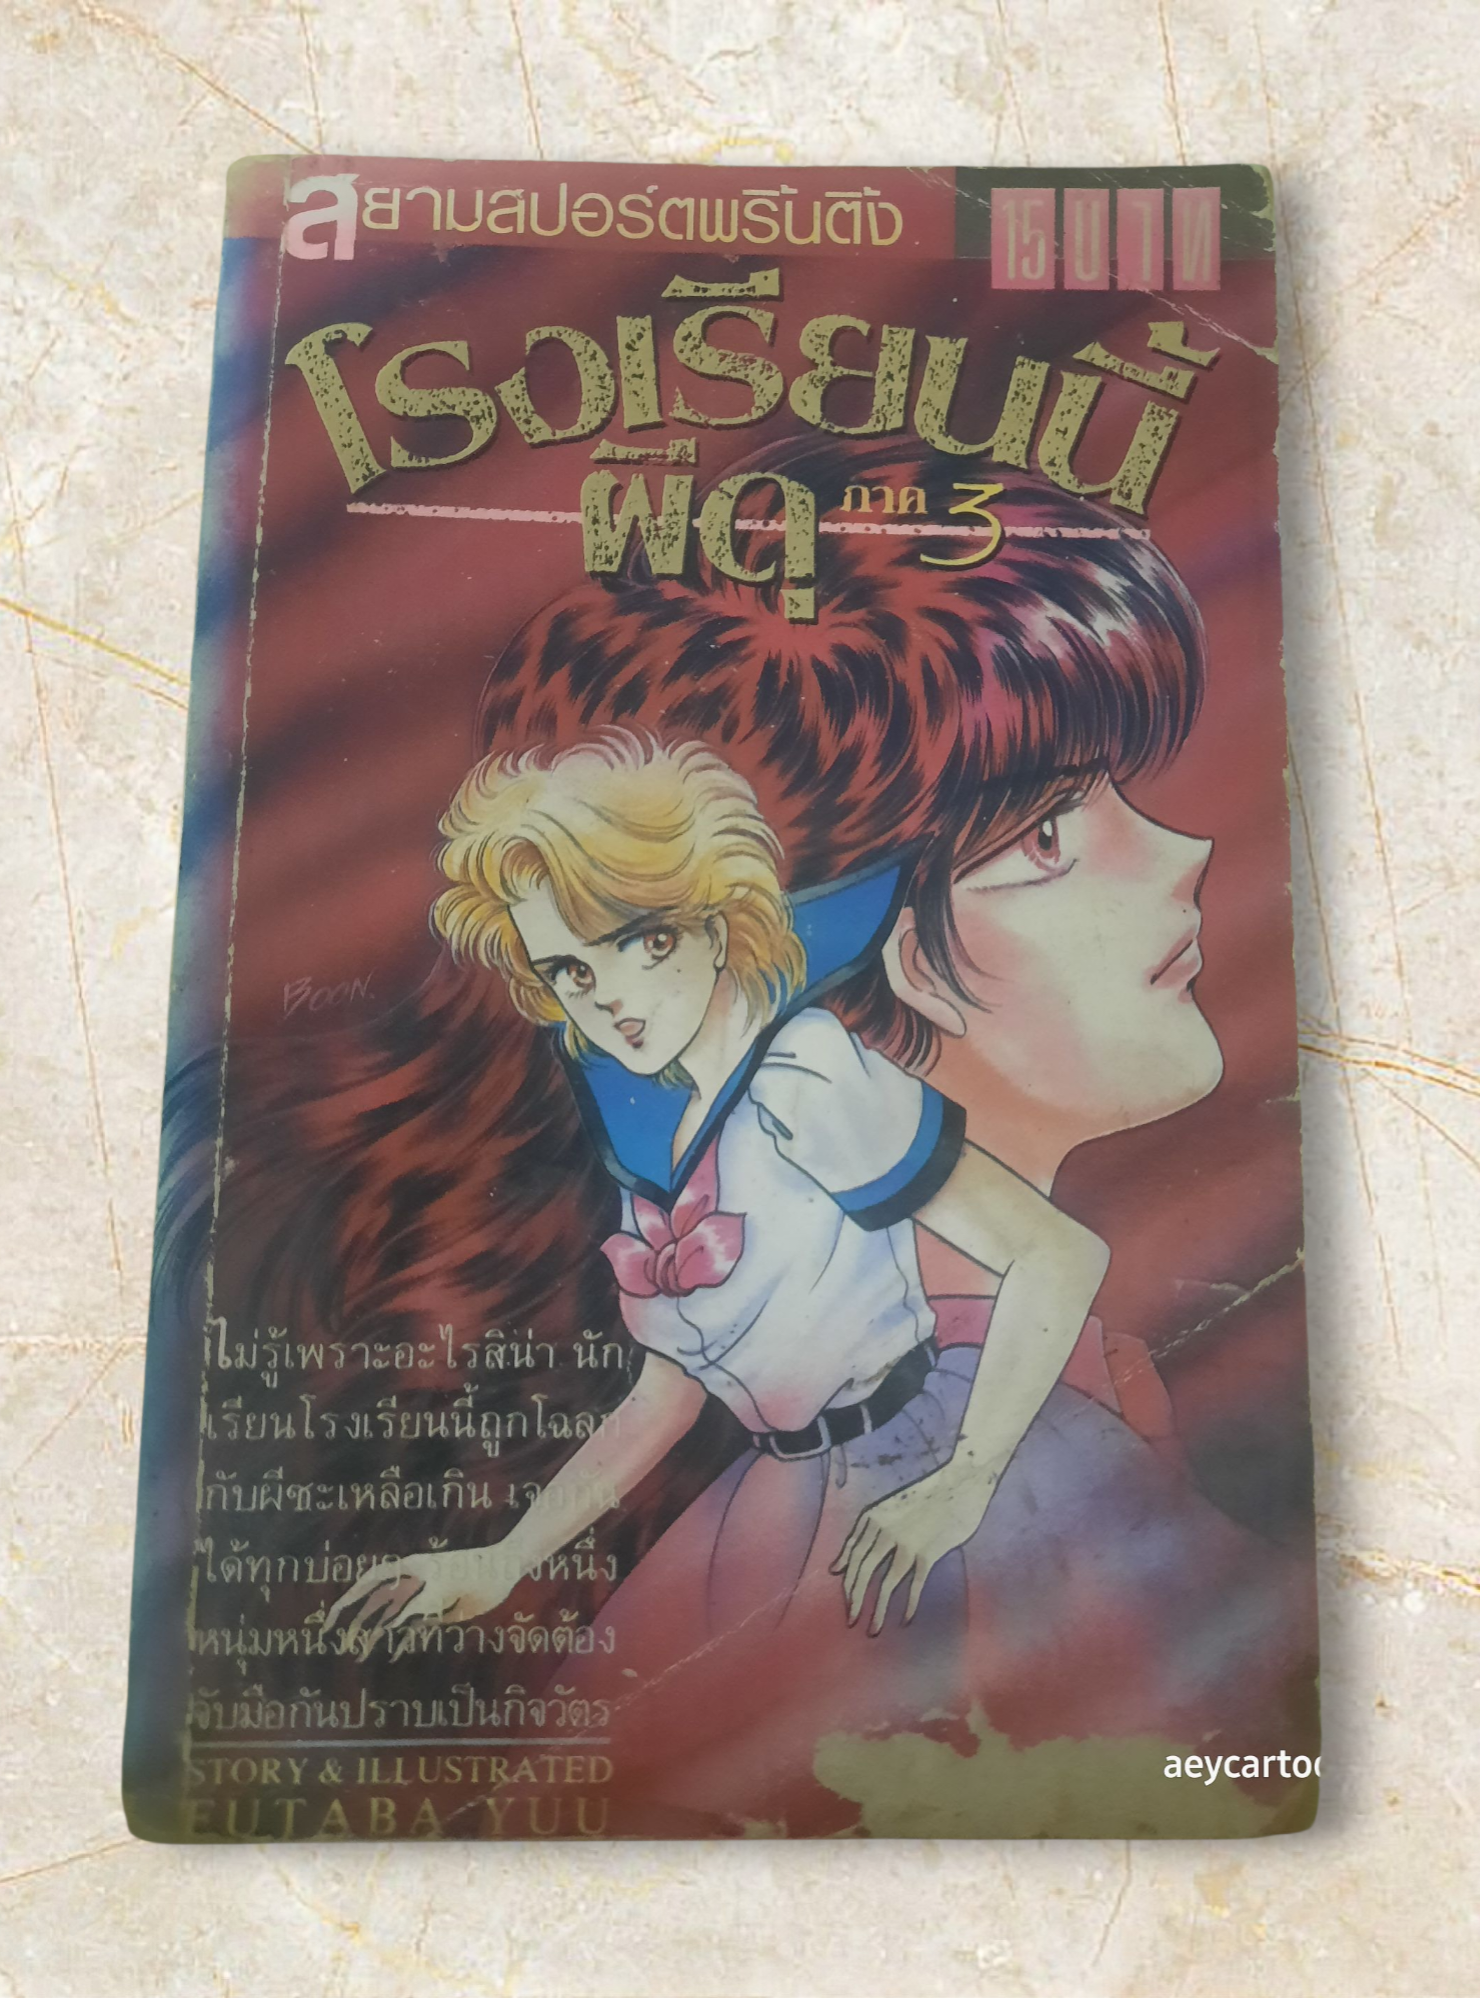 สยามสปอร์ตพริ้นติ้ง
15 บาท
โรงเรียนนี้
ผีดุ ภาค 3
BOON.
ไม่รู้เพราะอะไรสิน่า นัก
เรียนโรงเรียนนี้ถูกโฉลก
กับผีซะเหลือเกิน เจอกัน
ได้ทุกบ่อยๆ หนึ่ง
หนุ่มหนึ่งสาวที่ว่างจัดต้อง
จับมือกันปราบเป็นกิจวัตร
STORY & ILLUSTRATED
FUTABA YUU
aeycartoo